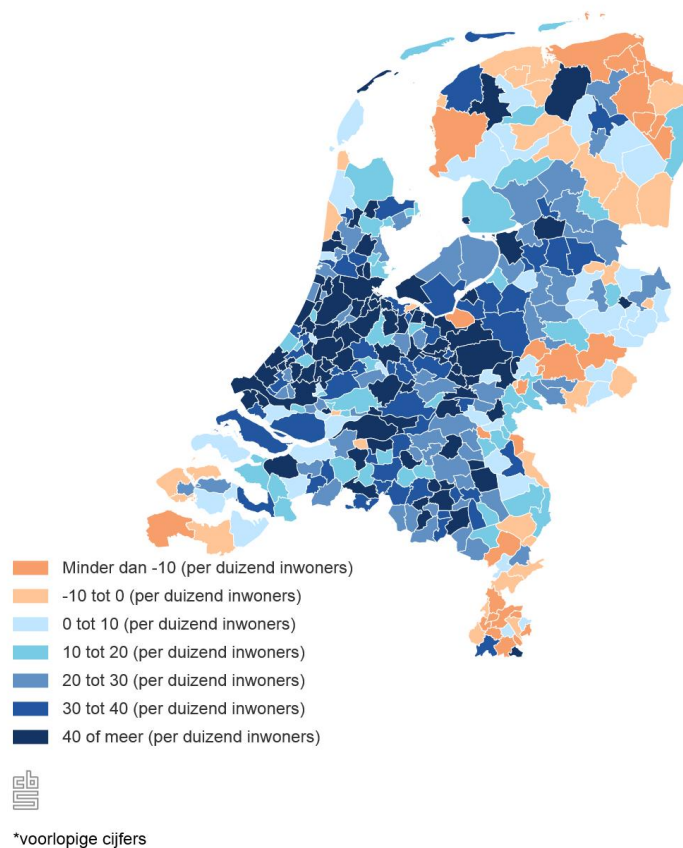 Minder dan -10 (per duizend inwoners)
-10 tot 0 (per duizend inwoners)
0 tot 10 (per duizend inwoners)
10 tot 20 (per duizend inwoners)
20 tot 30 (per duizend inwoners)
30 tot 40 (per duizend inwoners)
40 of meer (per duizend inwoners)
cbs
*voorlopige cijfers